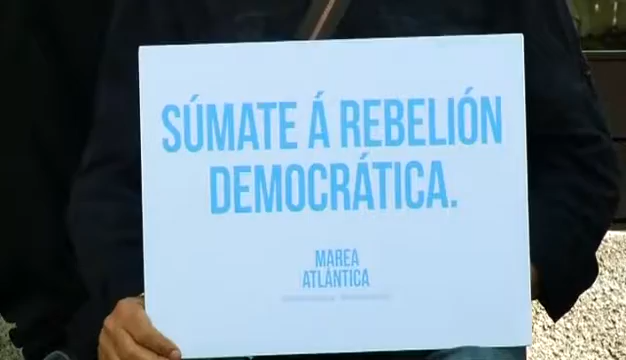 SÚMATE Á REBELIÓN
DEMOCRÁTICA.
MAREA
ATLÁNTICA